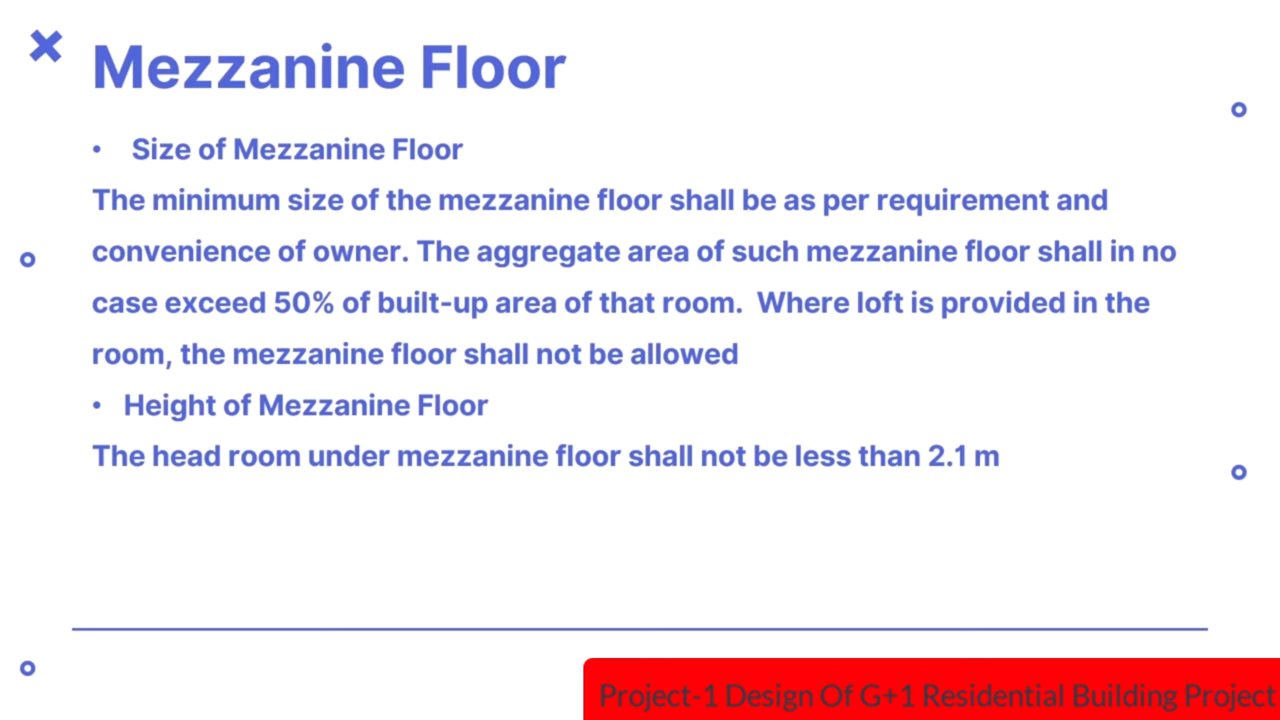 Mezzanine Floor
• Size of Mezzanine Floor
The minimum size of the mezzanine floor shall be as per requirement and
convenience of owner. The aggregate area of such mezzanine floor shall in no
case exceed 50% of built-up area of that room.  Where loft is provided in the
room, the mezzanine floor shall not be allowed
• Height of Mezzanine Floor
The head room under mezzanine floor shall not be less than 2.1 m
Project-1 Design Of G+1 Residential Building Project